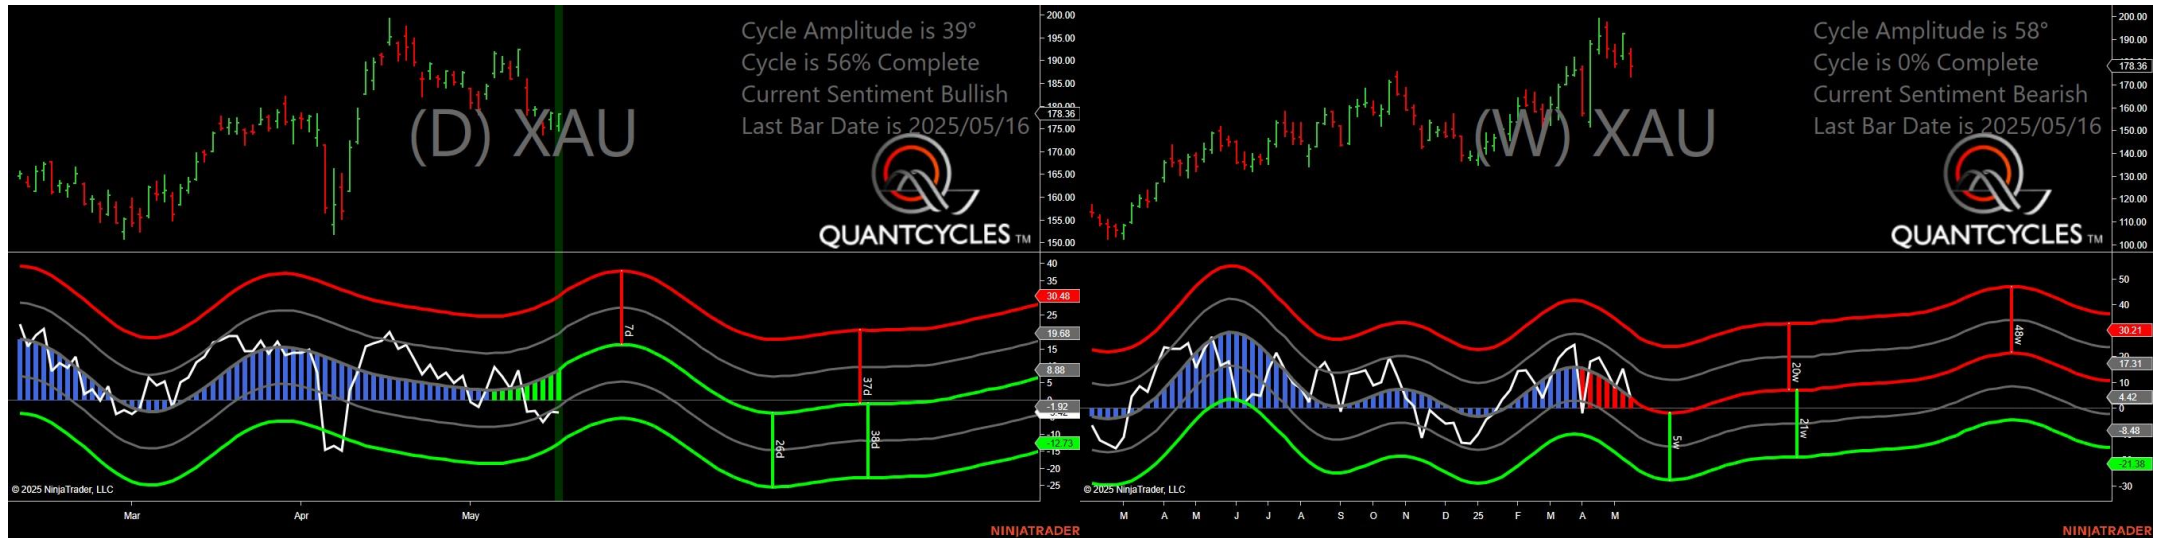 Cycle Amplitude is 39°
Cycle is 56% Complete
Current Sentiment Bullish
Last Bar Date is 2025/05/16
(D) XAU
QUANTCYCLES TM
200.00
195.00
190.00
185.00
180.00
178.36
175.00
170.00
165.00
160.00
155.00
150.00
40
35
30.48
25
19.68
15
8.88
5
0
-1.92
-10
-12.73
-15
-20
-25
7d
37d
26d
38d
© 2025 NinjaTrader, LLC
Mar
Apr
May
NINJATRADER
Cycle Amplitude is 58°
Cycle is 0% Complete
Current Sentiment Bearish
Last Bar Date is 2025/05/16
(W) XAU
QUANTCYCLES TM
200.00
190.00
178.36
170.00
160.00
150.00
140.00
130.00
120.00
110.00
100.00
50
40
30.21
20
17.31
10
4.42
0
-8.48
-21.38
-30
5w
20w
21w
48w
© 2025 NinjaTrader, LLC
M A M J J A S O N D 25 F M A M
NINJATRADER